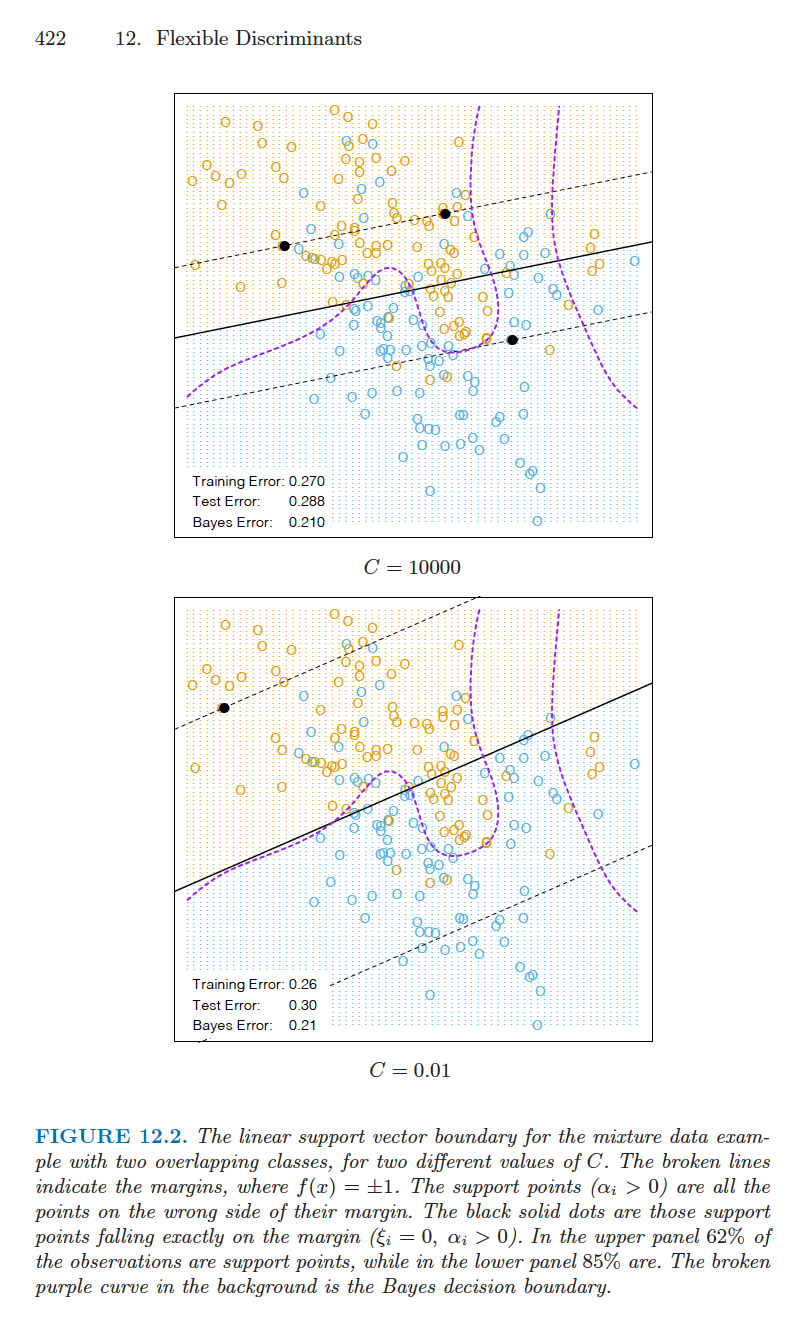 422 12. Flexible Discriminants
Training Error: 0.270
Test Error: 0.288
Bayes Error: 0.210
C = 10000
Training Error: 0.26
Test Error: 0.30
Bayes Error: 0.21
C = 0.01
FIGURE 12.2. The linear support vector boundary for the mixture data exam-
ple with two overlapping classes, for two different values of C. The broken lines
indicate the margins, where f(x) = ±1. The support points (αi > 0) are all the
points on the wrong side of their margin. The black solid dots are those support
points falling exactly on the margin (ξi = 0, αi > 0). In the upper panel 62% of
the observations are support points, while in the lower panel 85% are. The broken
purple curve in the background is the Bayes decision boundary.